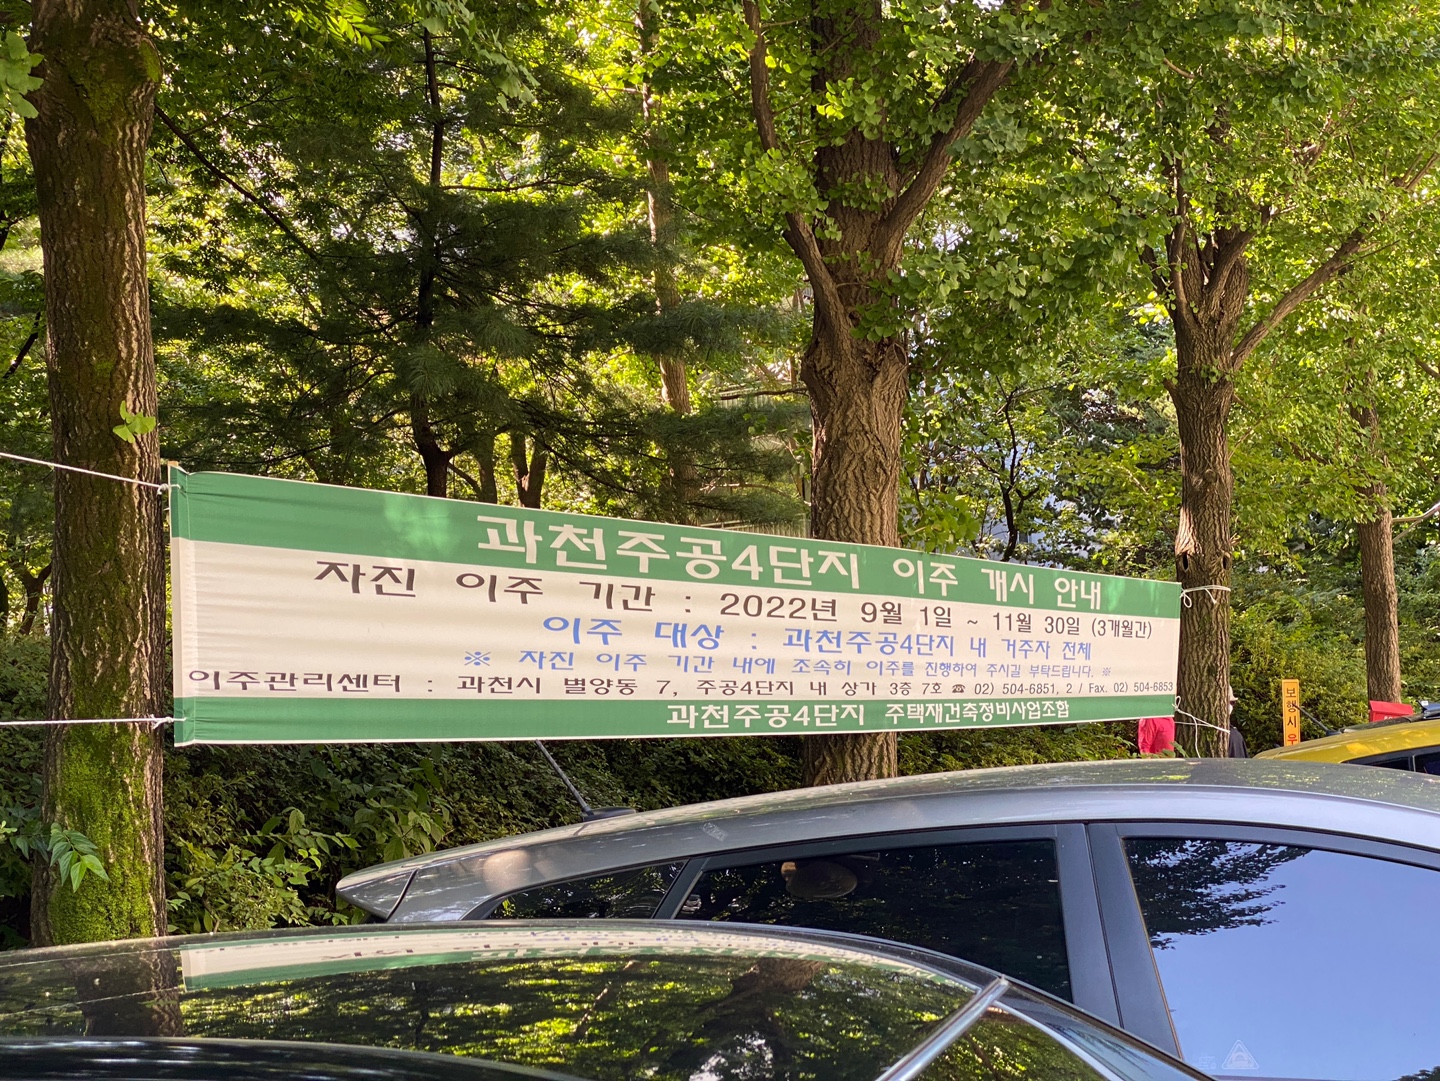 과천주공4단지 이주 개시 안내
자진 이주 기간 : 2022년 9월 1일 ~ 11월 30일 (3개월간)
이주 대상 : 과천주공4단지 내 거주자 전체
※ 자진 이주 기간 내에 조속히 이주를 진행하여 주시길 부탁드립니다. ※
이주관리센터 : 과천시 별양동 7, 주공4단지 내 상가 3층 7호 ☎ 02) 504-6851, 2 / Fax. 02) 504-6853
과천주공4단지 주택재건축정비사업조합
보행시